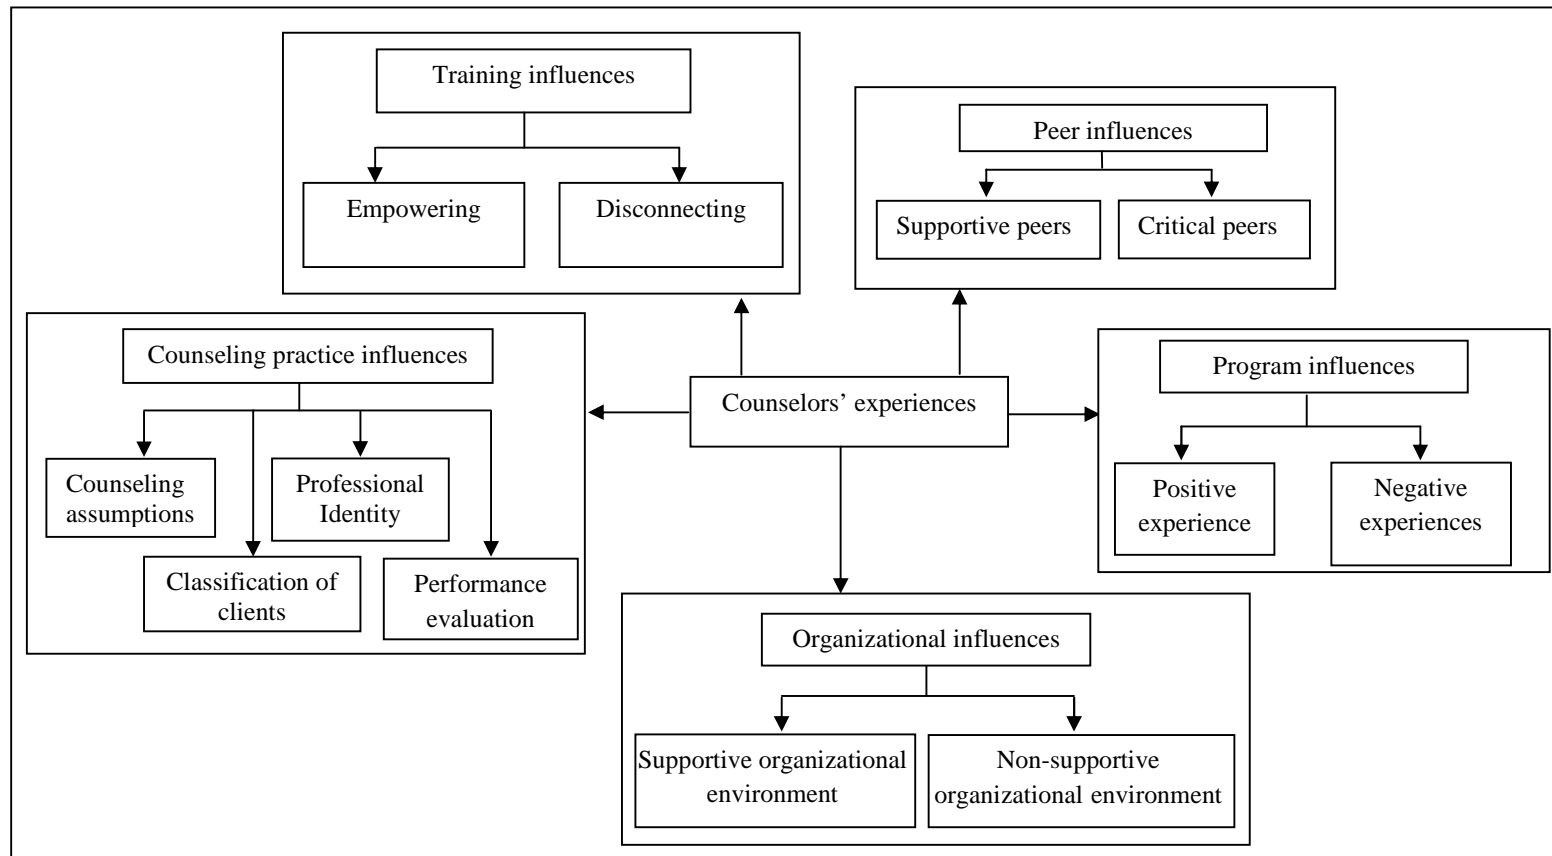 Training influences
Empowering
Disconnecting
Peer influences
Supportive peers
Critical peers
Counseling practice influences
Counseling
assumptions
Professional
Identity
Classification of
clients
Performance
evaluation
Counselors’ experiences
Program influences
Positive
experience
Negative
experiences
Organizational influences
Supportive organizational
environment
Non-supportive
organizational environment